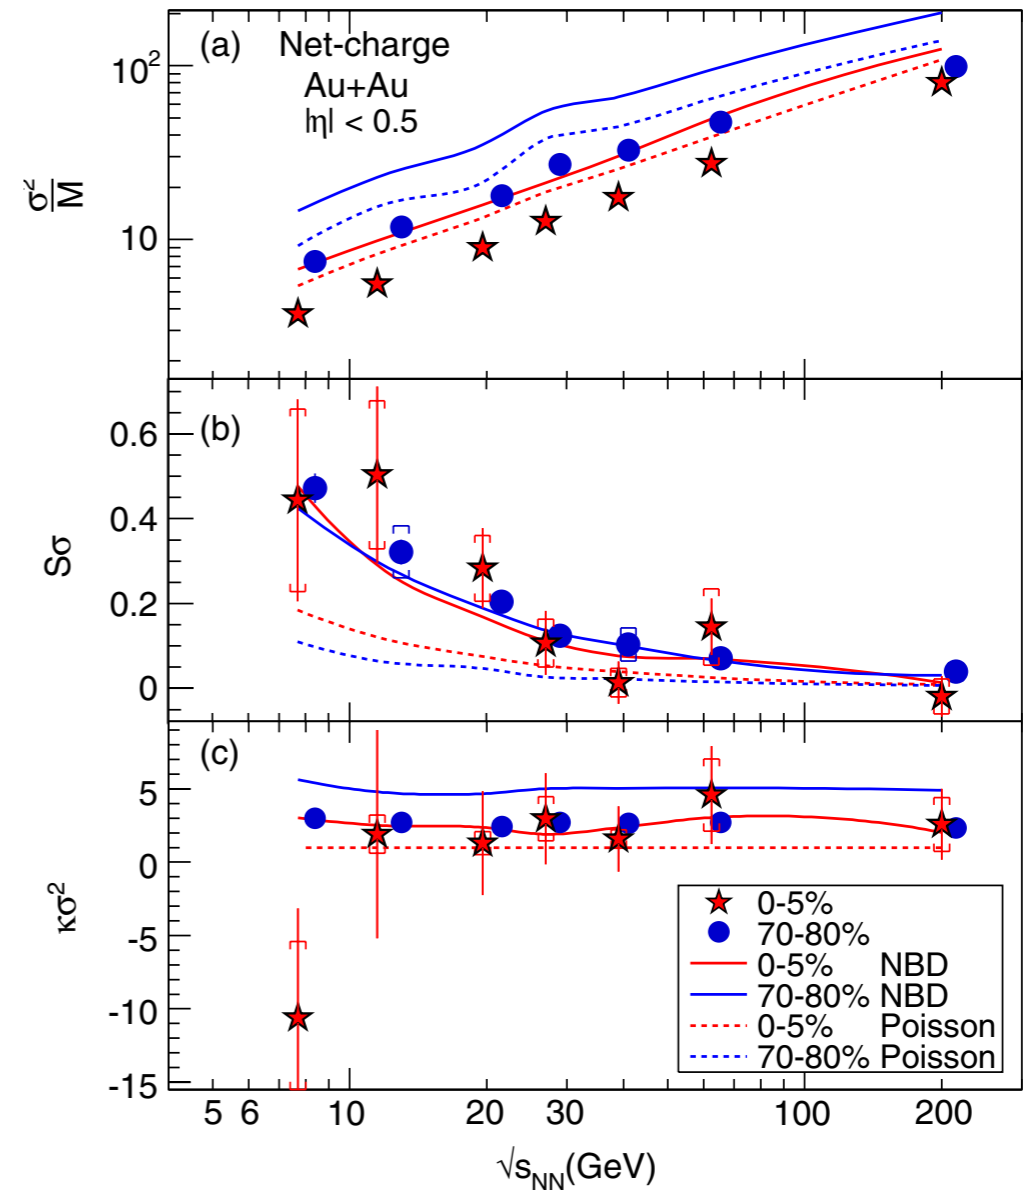 (a) Net-charge
Au+Au
|η| < 0.5
10²
10
σ²/M
(b)
0.6
0.4
0.2
0
Sσ
(c)
5
0
-5
-10
-15
κσ²
0-5%
70-80%
0-5% NBD
70-80% NBD
0-5% Poisson
70-80% Poisson
5 6 10 20 30 100 200
√sNN(GeV)